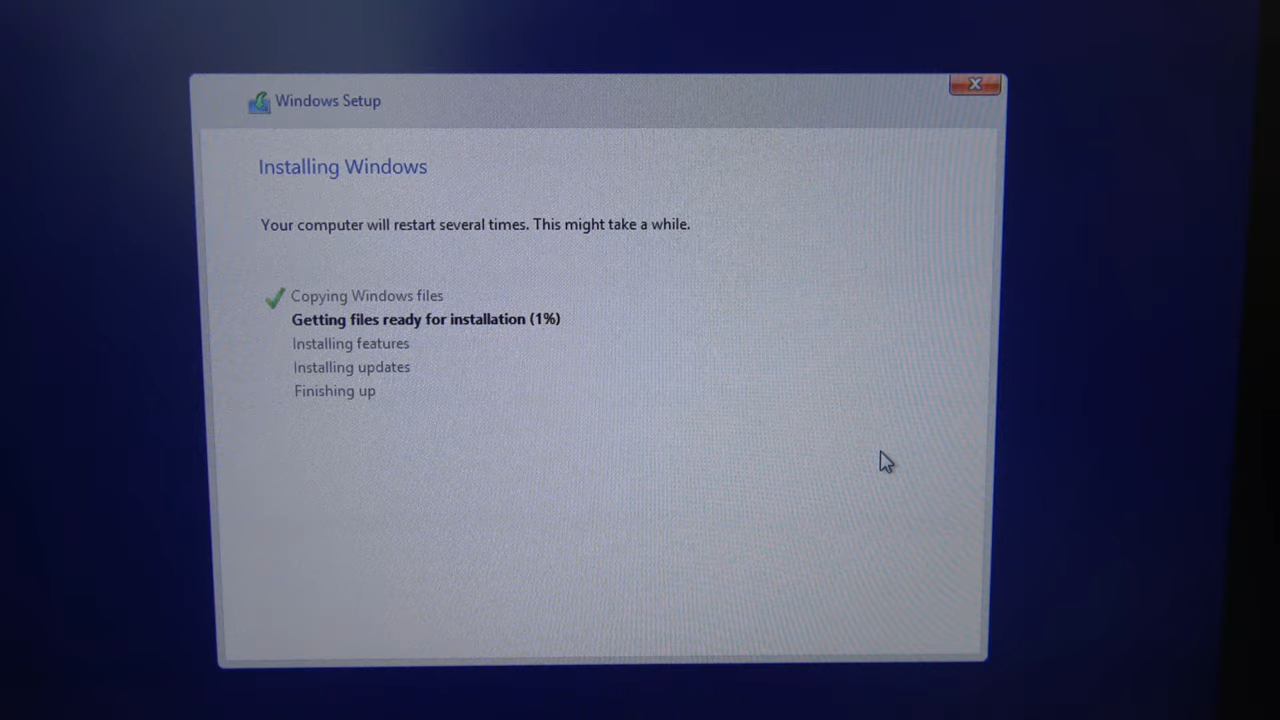 Windows Setup
Installing Windows
Your computer will restart several times. This might take a while.
Copying Windows files
Getting files ready for installation (1%)
Installing features
Installing updates
Finishing up